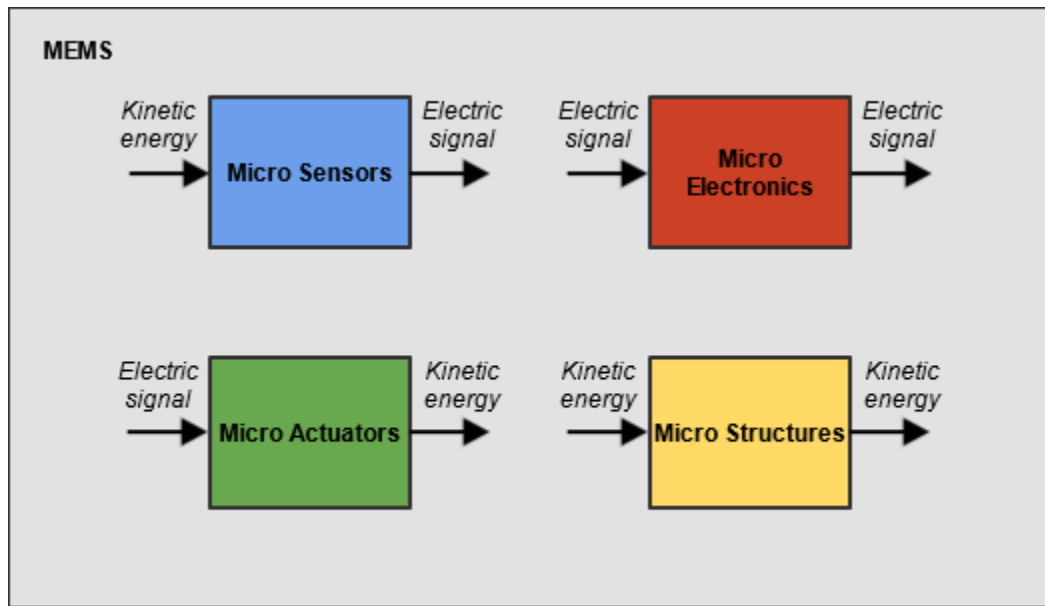 MEMS
Kinetic
energy
Micro Sensors
Electric
signal
Electric
signal
Micro
Electronics
Electric
signal
Electric
signal
Micro Actuators
Kinetic
energy
Kinetic
energy
Micro Structures
Kinetic
energy